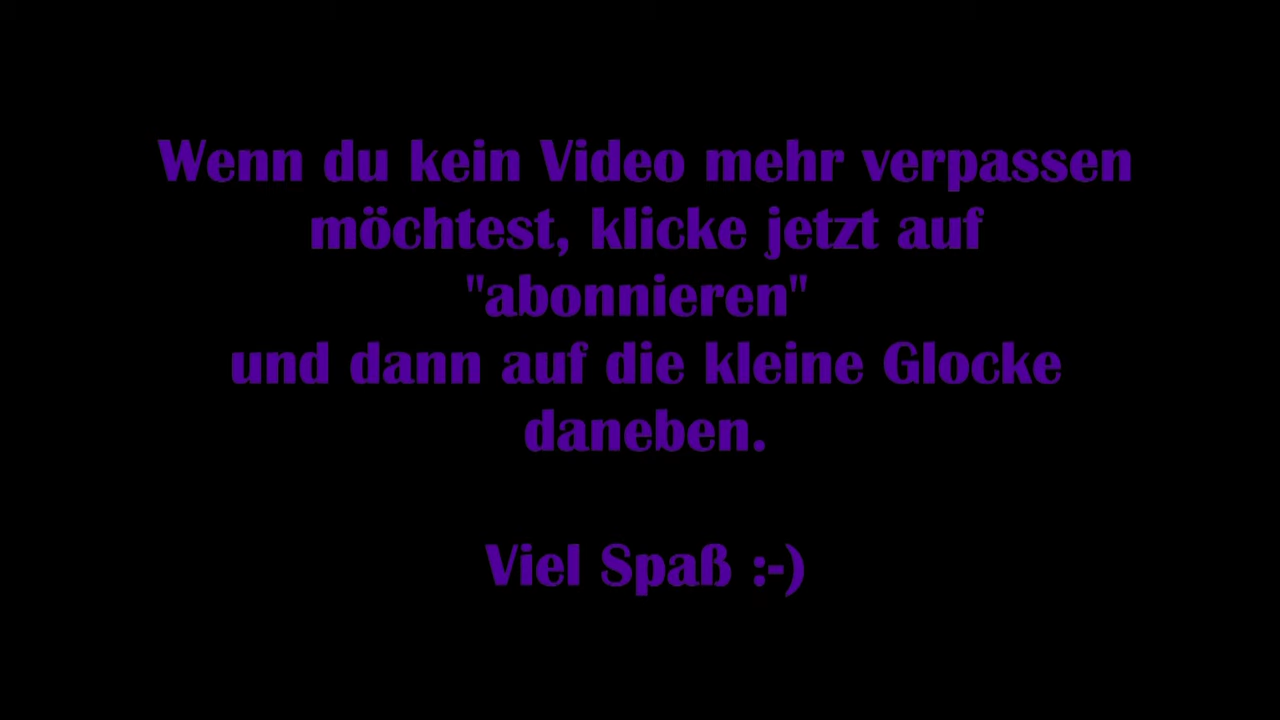 Wenn du kein Video mehr verpassen
möchtest, klicke jetzt auf
"abonnieren"
und dann auf die kleine Glocke
daneben.
Viel Spaß :-)